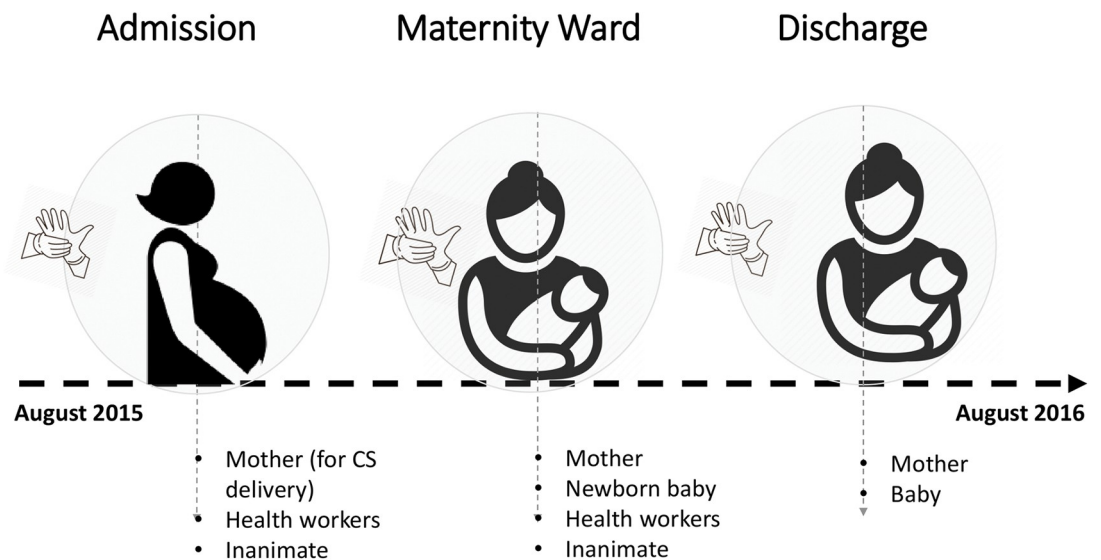 Admission
Maternity Ward
Discharge
August 2015
August 2016
• Mother (for CS
delivery)
• Health workers
• Inanimate
• Mother
• Newborn baby
• Health workers
• Inanimate
• Mother
• Baby